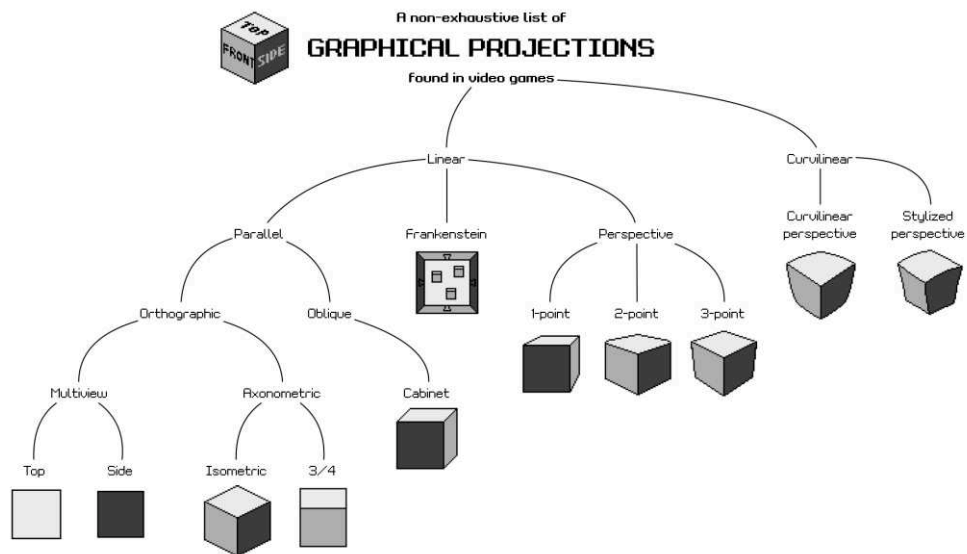 A non-exhaustive list of
TOP
FRONT SIDE
GRAPHICAL PROJECTIONS
found in video games
Linear
Curvilinear
Parallel
Frankenstein
Perspective
Curvilinear
perspective
Stylized
perspective
Orthographic
Oblique
1-point
2-point
3-point
Multiview
Axonometric
Cabinet
Top
Side
Isometric
3/4